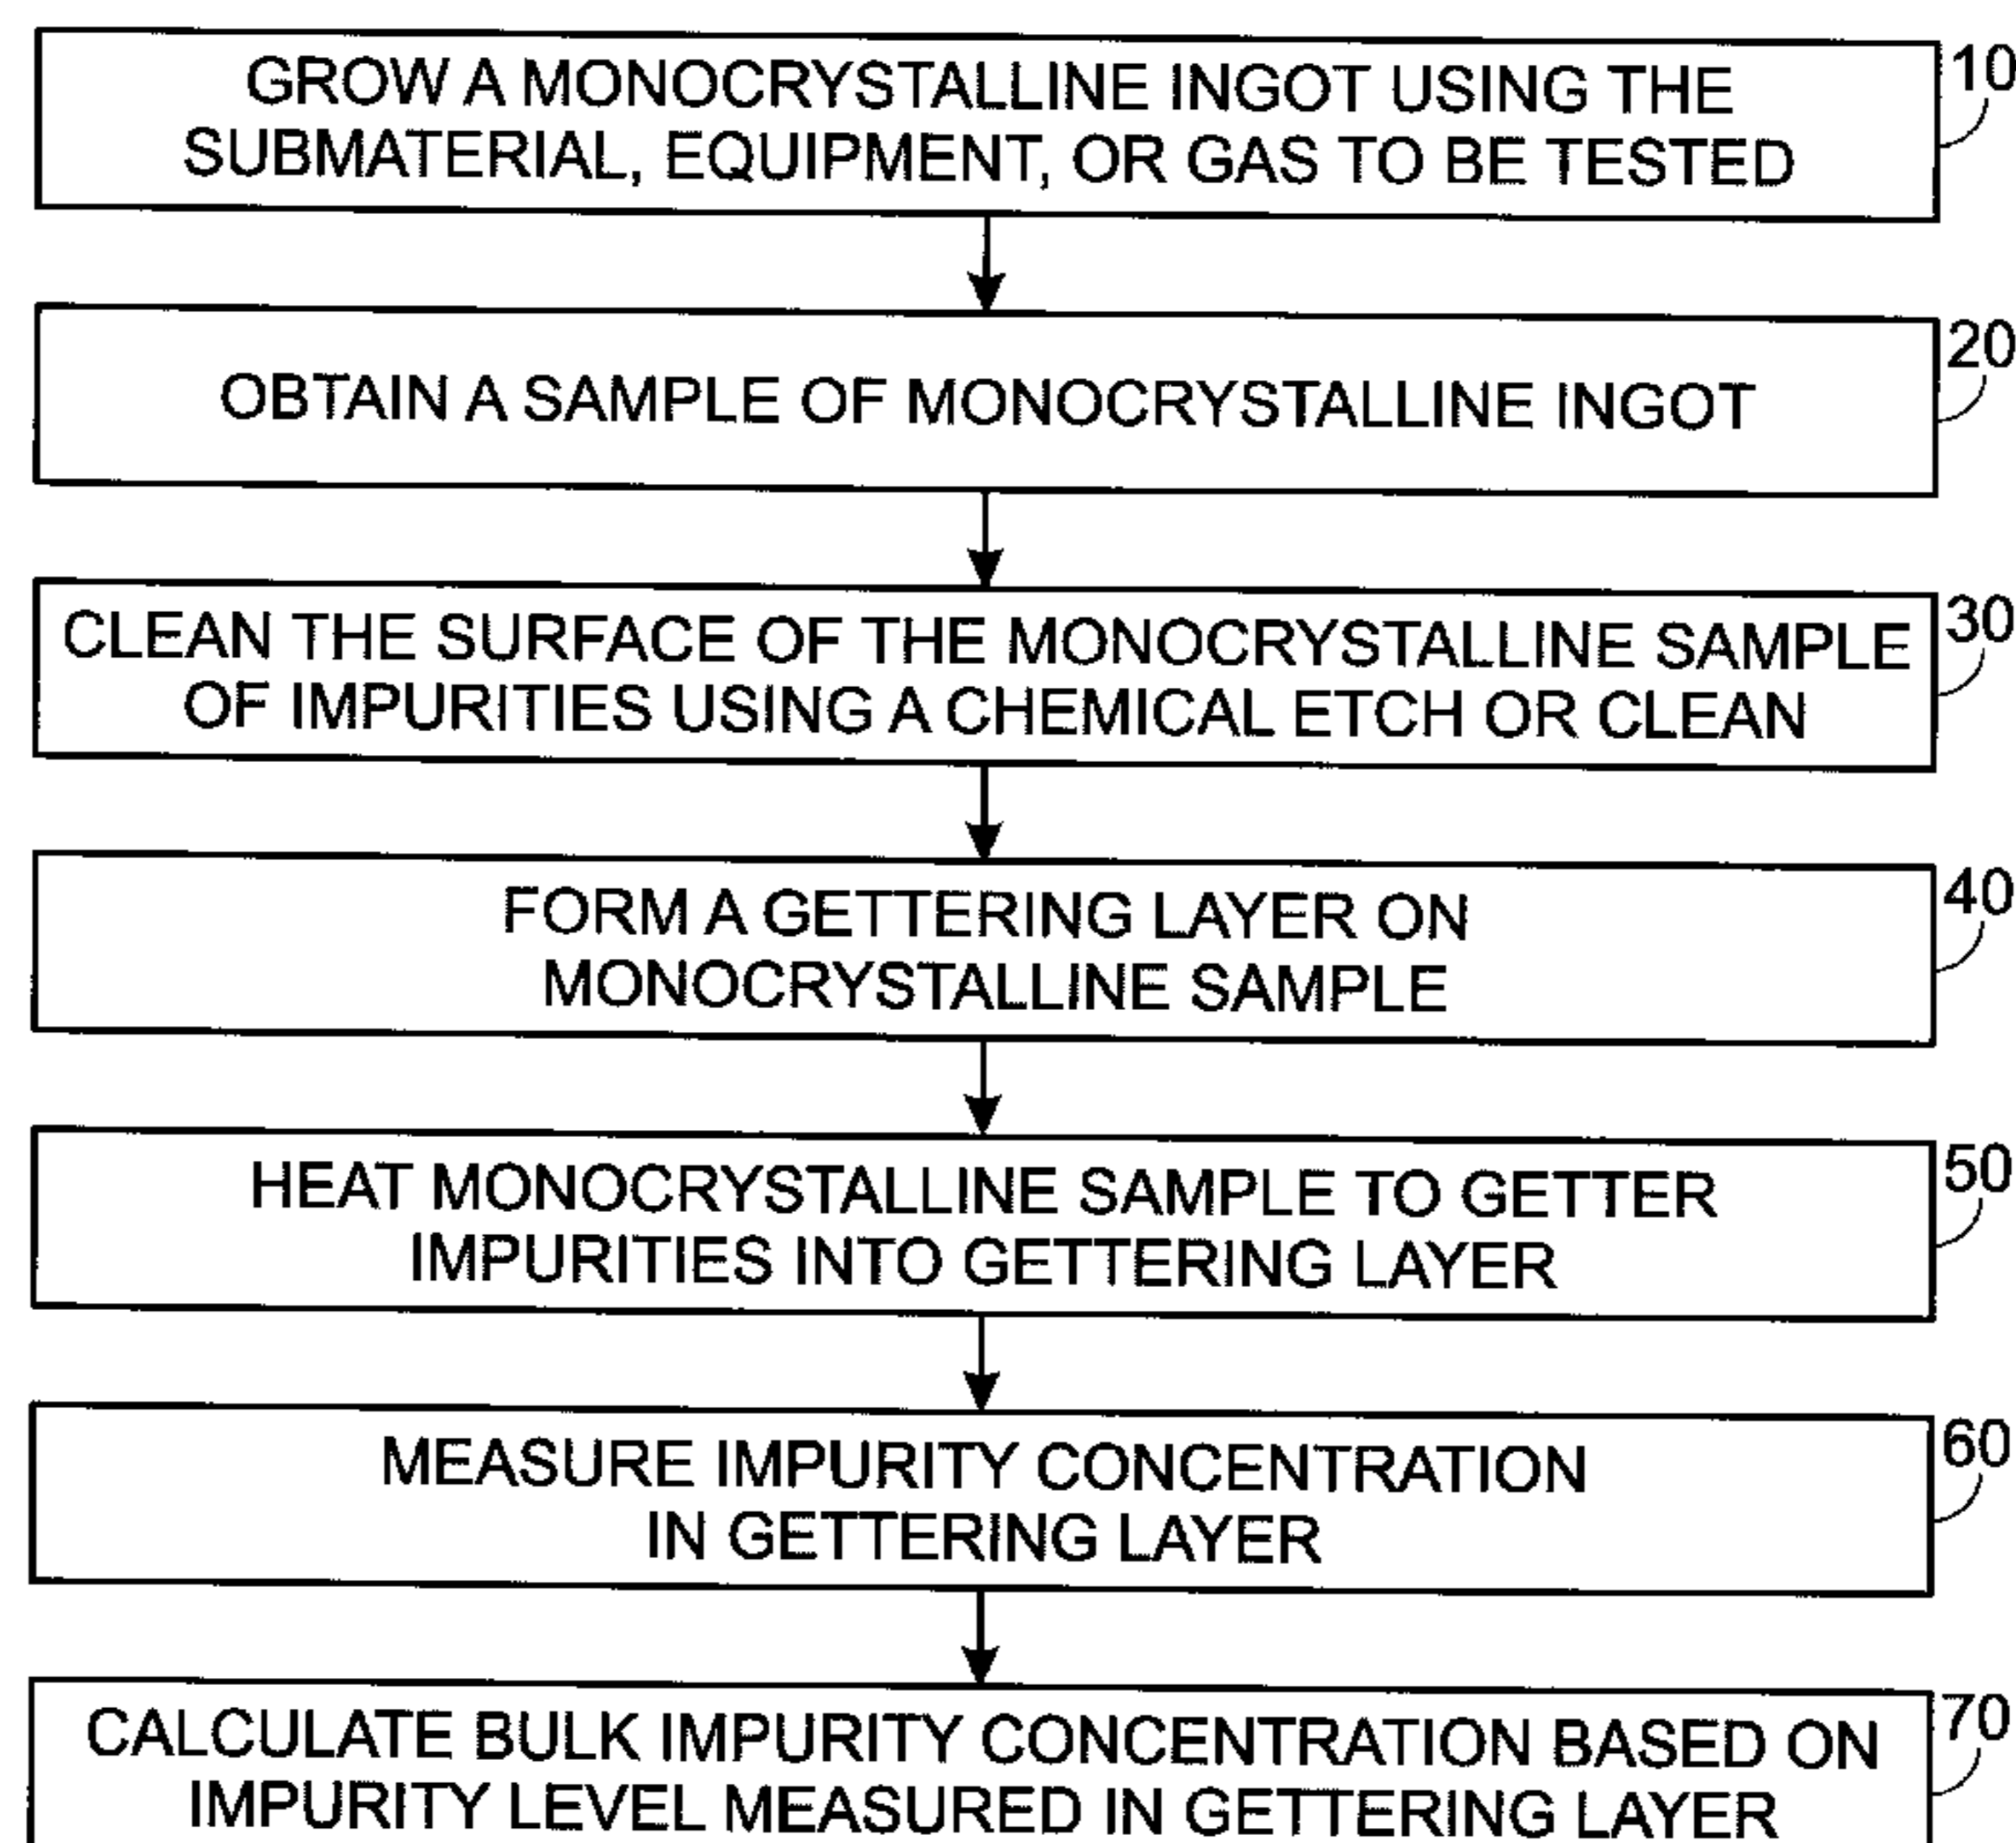 GROW A MONOCRYSTALLINE INGOT USING THE
SUBMATERIAL, EQUIPMENT, OR GAS TO BE TESTED
10
OBTAIN A SAMPLE OF MONOCRYSTALLINE INGOT
20
CLEAN THE SURFACE OF THE MONOCRYSTALLINE SAMPLE
OF IMPURITIES USING A CHEMICAL ETCH OR CLEAN
30
FORM A GETTERING LAYER ON
MONOCRYSTALLINE SAMPLE
40
HEAT MONOCRYSTALLINE SAMPLE TO GETTER
IMPURITIES INTO GETTERING LAYER
50
MEASURE IMPURITY CONCENTRATION
IN GETTERING LAYER
60
CALCULATE BULK IMPURITY CONCENTRATION BASED ON
IMPURITY LEVEL MEASURED IN GETTERING LAYER
70